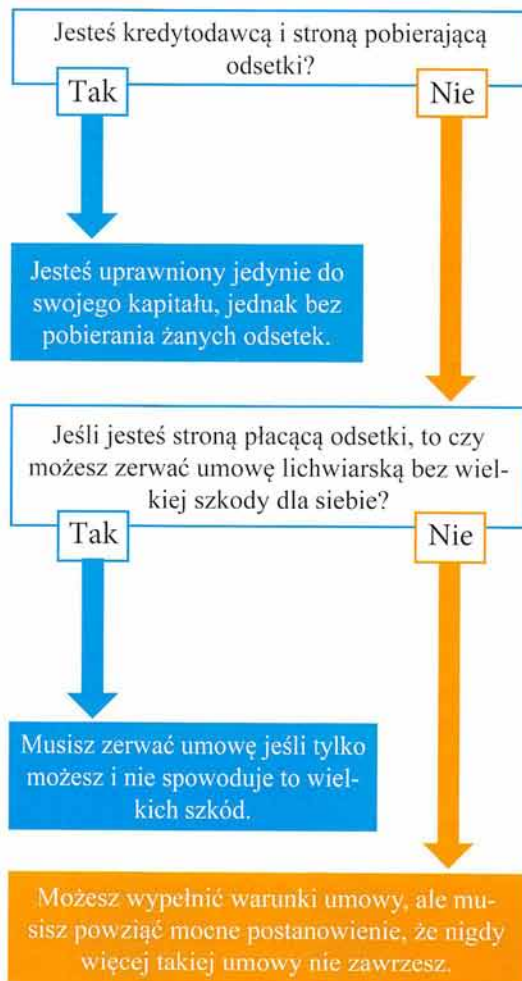 Jesteś kredytodawcą i stroną pobierającą
odsetki?
Tak
Nie
Jesteś uprawniony jedynie do
swojego kapitału, jednak bez
pobierania żanych odsetek.
Jeśli jesteś stroną płacącą odsetki, to czy
możesz zerwać umowę lichwiarską bez wiel-
kiej szkody dla siebie?
Tak
Nie
Musisz zerwać umowę jeśli tylko
możesz i nie spowoduje to wiel-
kich szkód.
Możesz wypełnić warunki umowy, ale mu-
sisz powziąć mocne postanowienie, że nigdy
więcej takiej umowy nie zawrzesz.